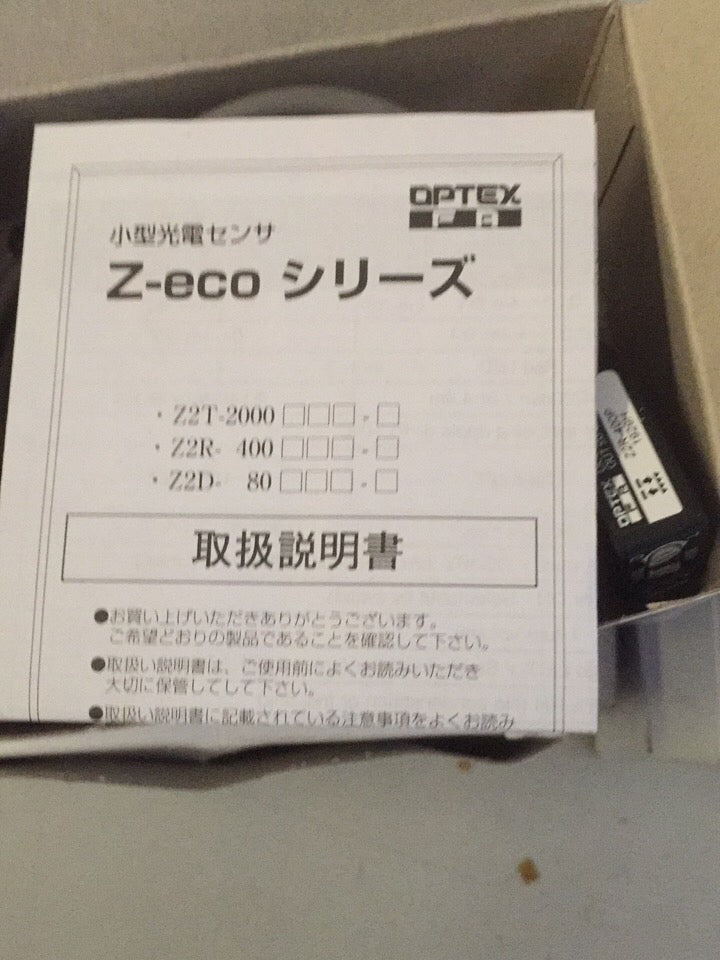 OPTEX
小型光電センサ
Z-eco シリーズ
・Z2T-2000□□□-□
・Z2R- 400□□□-□
・Z2D- 80□□□-□
取扱説明書
●お買い上げいただきありがとうございます。
ご希望どおりの製品であることを確認して下さい。
●取扱い説明書は、ご使用前によくお読みいただき
大切に保管してして下さい。
●取扱い説明書に記載されている注意事項をよくお読み